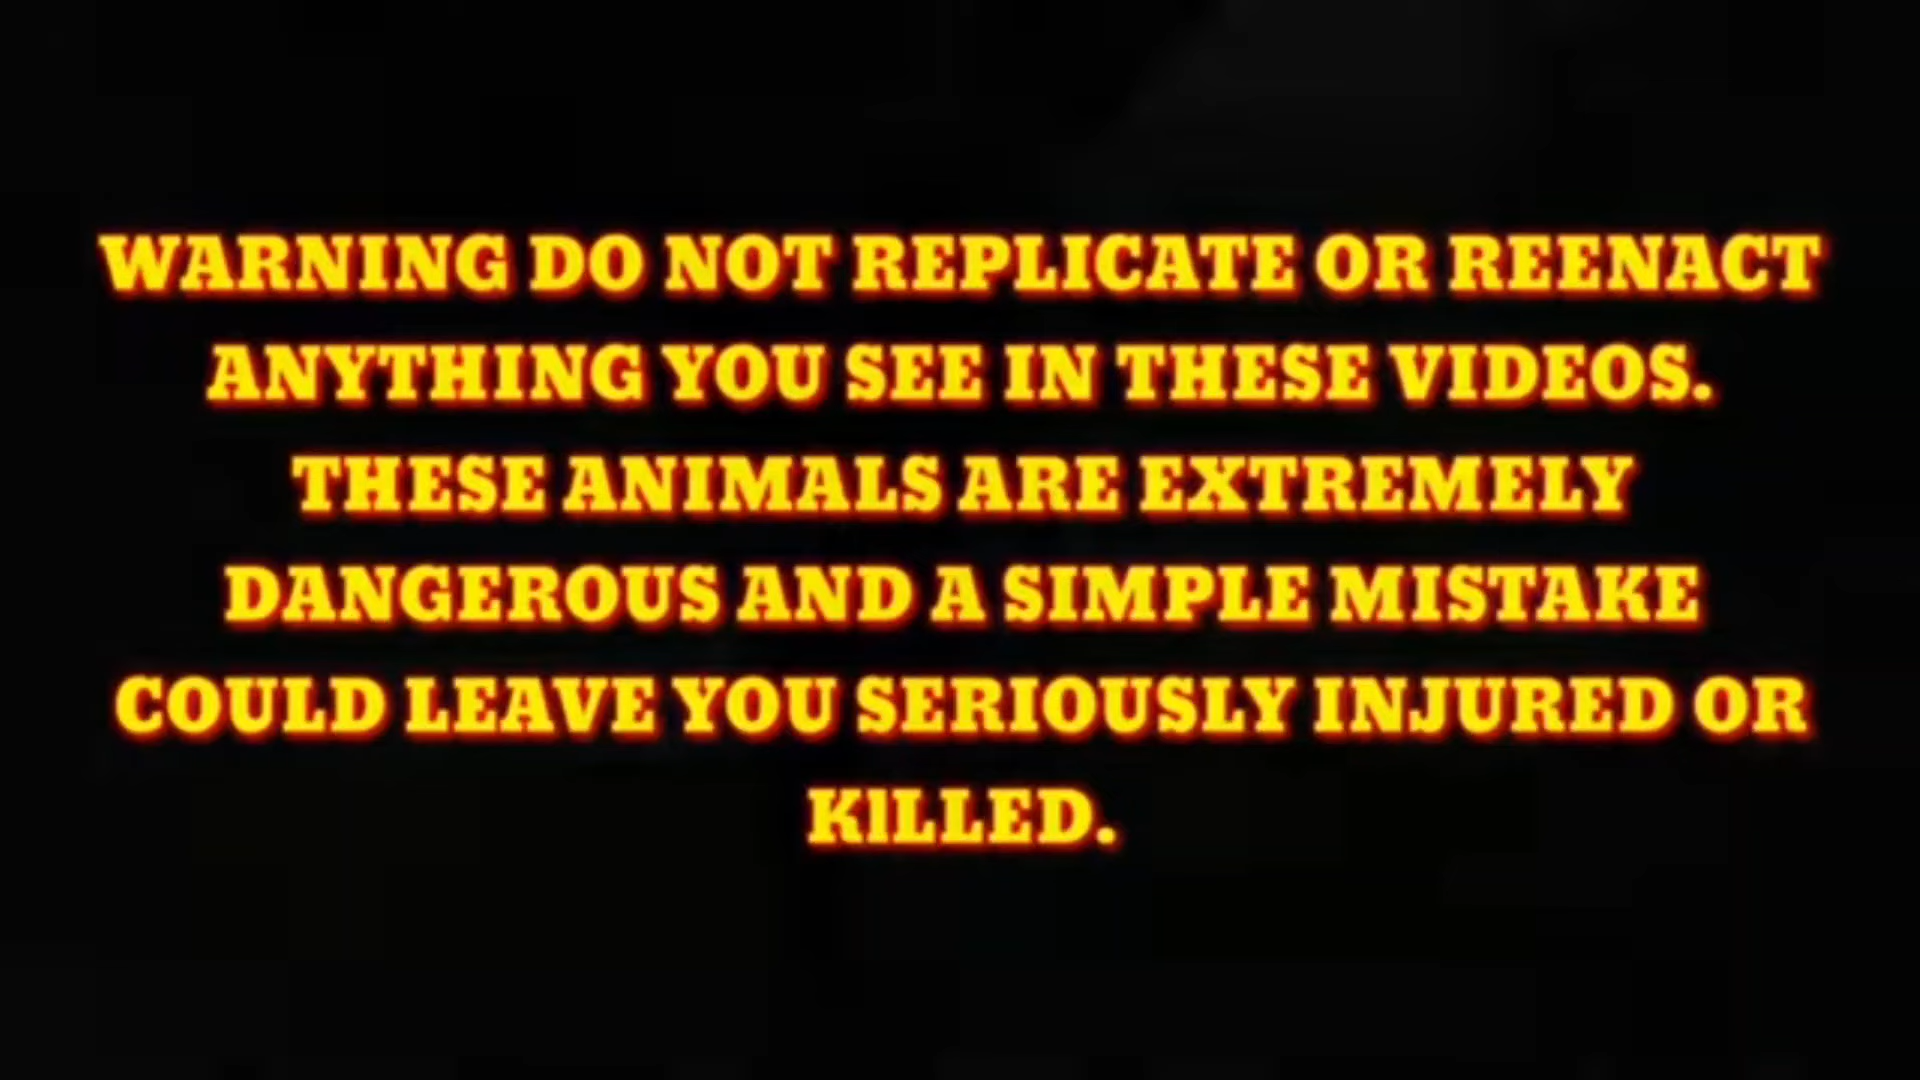 WARNING DO NOT REPLICATE OR REENACT
ANYTHING YOU SEE IN THESE VIDEOS.
THESE ANIMALS ARE EXTREMELY
DANGEROUS AND A SIMPLE MISTAKE
COULD LEAVE YOU SERIOUSLY INJURED OR
KILLED.